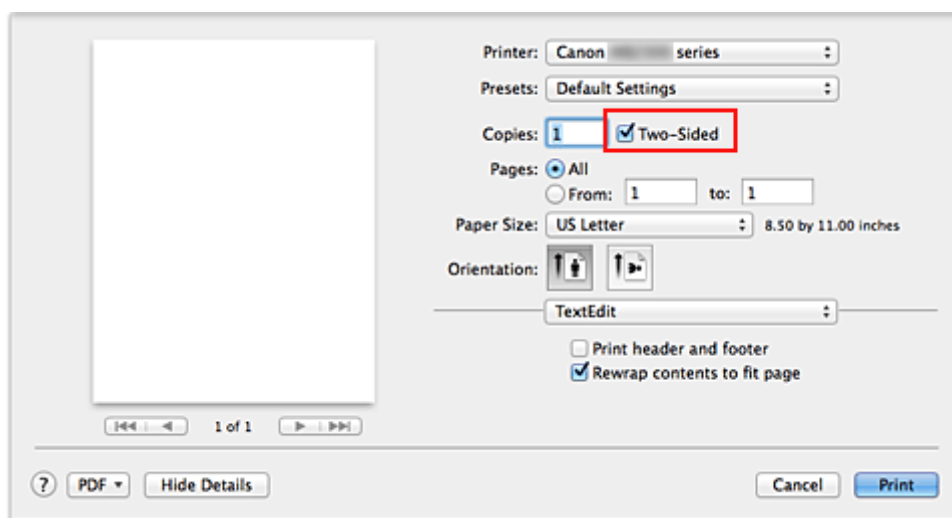 Printer: Canon series
Presets: Default Settings
Copies: 1 Two-Sided
Pages: All
From: 1 to: 1
Paper Size: US Letter 8.50 by 11.00 inches
Orientation:
TextEdit
Print header and footer
Rewrap contents to fit page
1 of 1
? PDF Hide Details Cancel Print